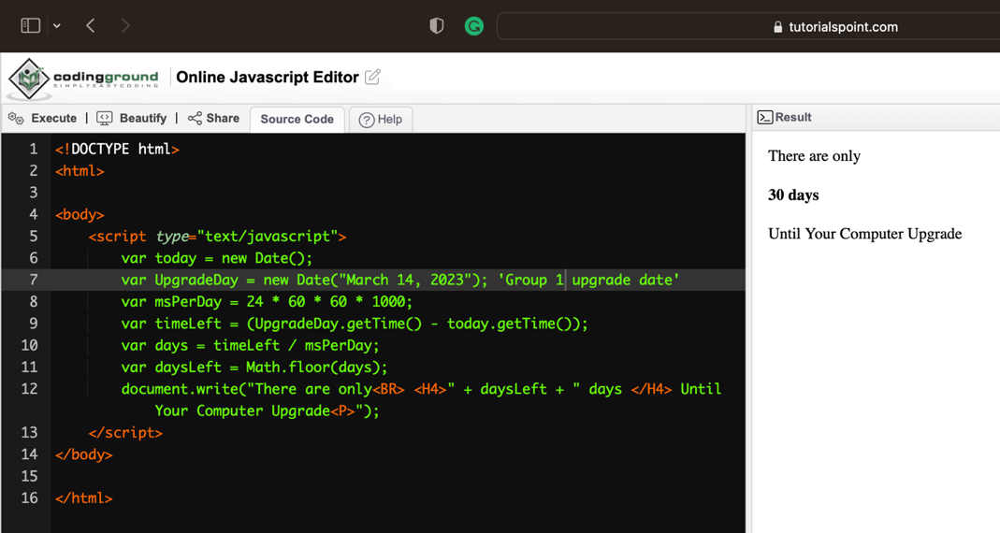 tutorialspoint.com
codingground
SIMPLYEASYCODING
Online Javascript Editor
Execute | Beautify | Share Source Code Help
Result
1 <!DOCTYPE html>
2 <html>
3
4 <body>
5 <script type="text/javascript">
6 var today = new Date();
7 var UpgradeDay = new Date("March 14, 2023"); 'Group 1 upgrade date'
8 var msPerDay = 24 * 60 * 60 * 1000;
9 var timeLeft = (UpgradeDay.getTime() - today.getTime());
10 var days = timeLeft / msPerDay;
11 var daysLeft = Math.floor(days);
12 document.write("There are only<BR> <H4>" + daysLeft + " days </H4> Until
Your Computer Upgrade<P>");
13 </script>
14 </body>
15
16 </html>
There are only
30 days
Until Your Computer Upgrade